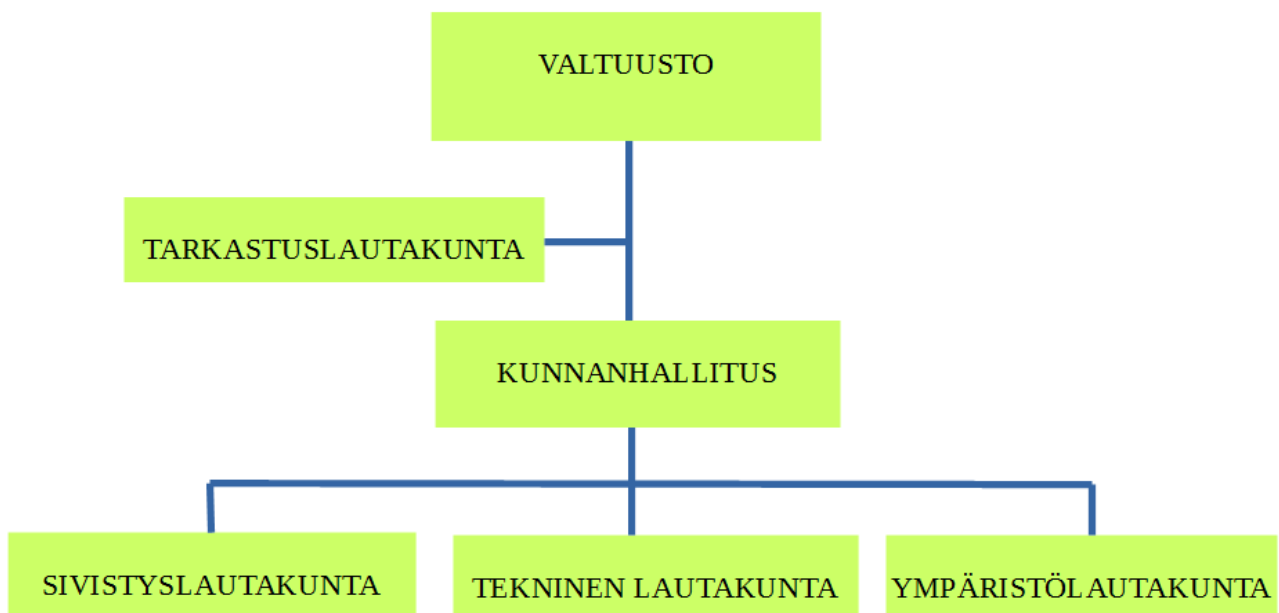 VALTUUSTO
TARKASTUSLAUTAKUNTA
KUNNANHALLITUS
SIVISTYSLAUTAKUNTA
TEKNINEN LAUTAKUNTA
YMPÄRISTÖLAUTAKUNTA